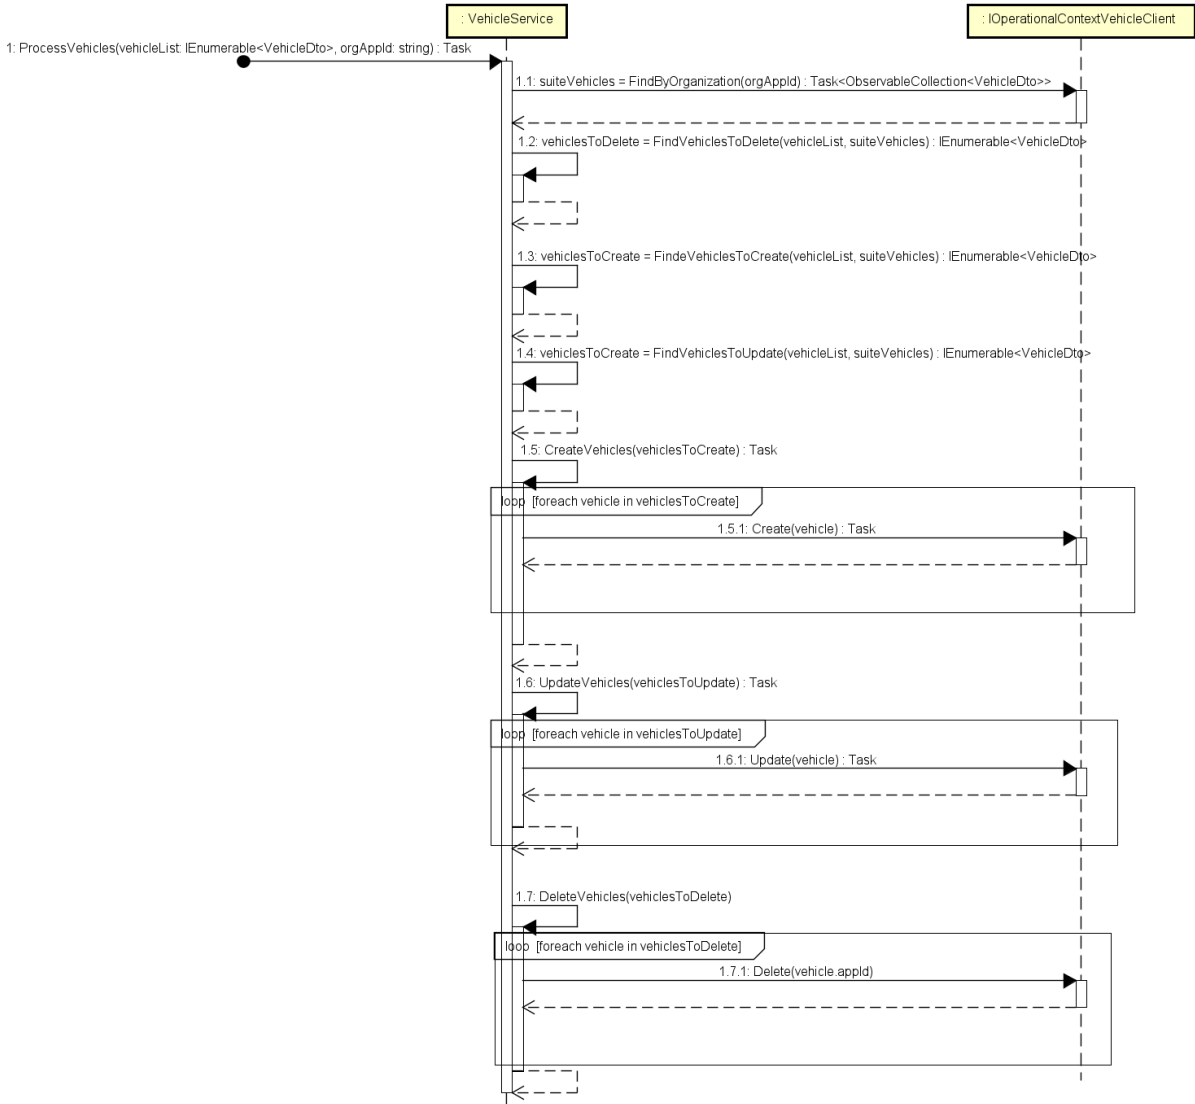 : VehicleService
: IOperationalContextVehicleClient
1: ProcessVehicles(vehicleList: IEnumerable<VehicleDto>, orgAppId: string) : Task
1.1: suiteVehicles = FindByOrganization(orgAppId) : Task<ObservableCollection<VehicleDto>>
1.2: vehiclesToDelete = FindVehiclesToDelete(vehicleList, suiteVehicles) : IEnumerable<VehicleDto>
1.3: vehiclesToCreate = FindeVehiclesToCreate(vehicleList, suiteVehicles) : IEnumerable<VehicleDto>
1.4: vehiclesToCreate = FindVehiclesToUpdate(vehicleList, suiteVehicles) : IEnumerable<VehicleDto>
1.5: CreateVehicles(vehiclesToCreate) : Task
loop [foreach vehicle in vehiclesToCreate]
1.5.1: Create(vehicle) : Task
1.6: UpdateVehicles(vehiclesToUpdate) : Task
loop [foreach vehicle in vehiclesToUpdate]
1.6.1: Update(vehicle) : Task
1.7: DeleteVehicles(vehiclesToDelete)
loop [foreach vehicle in vehiclesToDelete]
1.7.1: Delete(vehicle.appId)